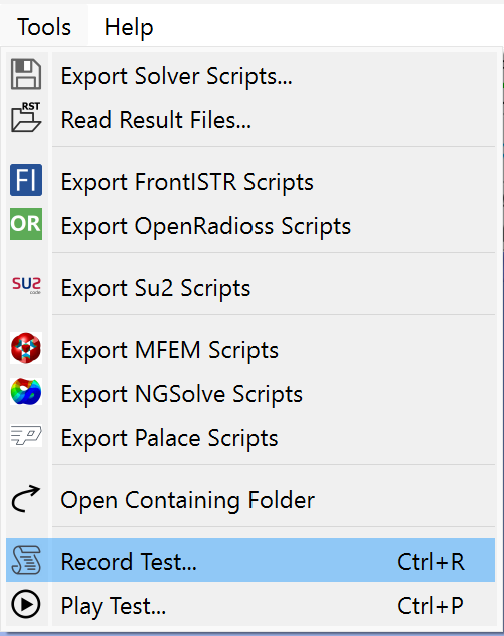 Tools Help
Export Solver Scripts...
RST Read Result Files...
FI Export FrontISTR Scripts
OR Export OpenRadioss Scripts
SU2 code Export Su2 Scripts
Export MFEM Scripts
Export NGSolve Scripts
Export Palace Scripts
Open Containing Folder
Record Test... Ctrl+R
Play Test... Ctrl+P